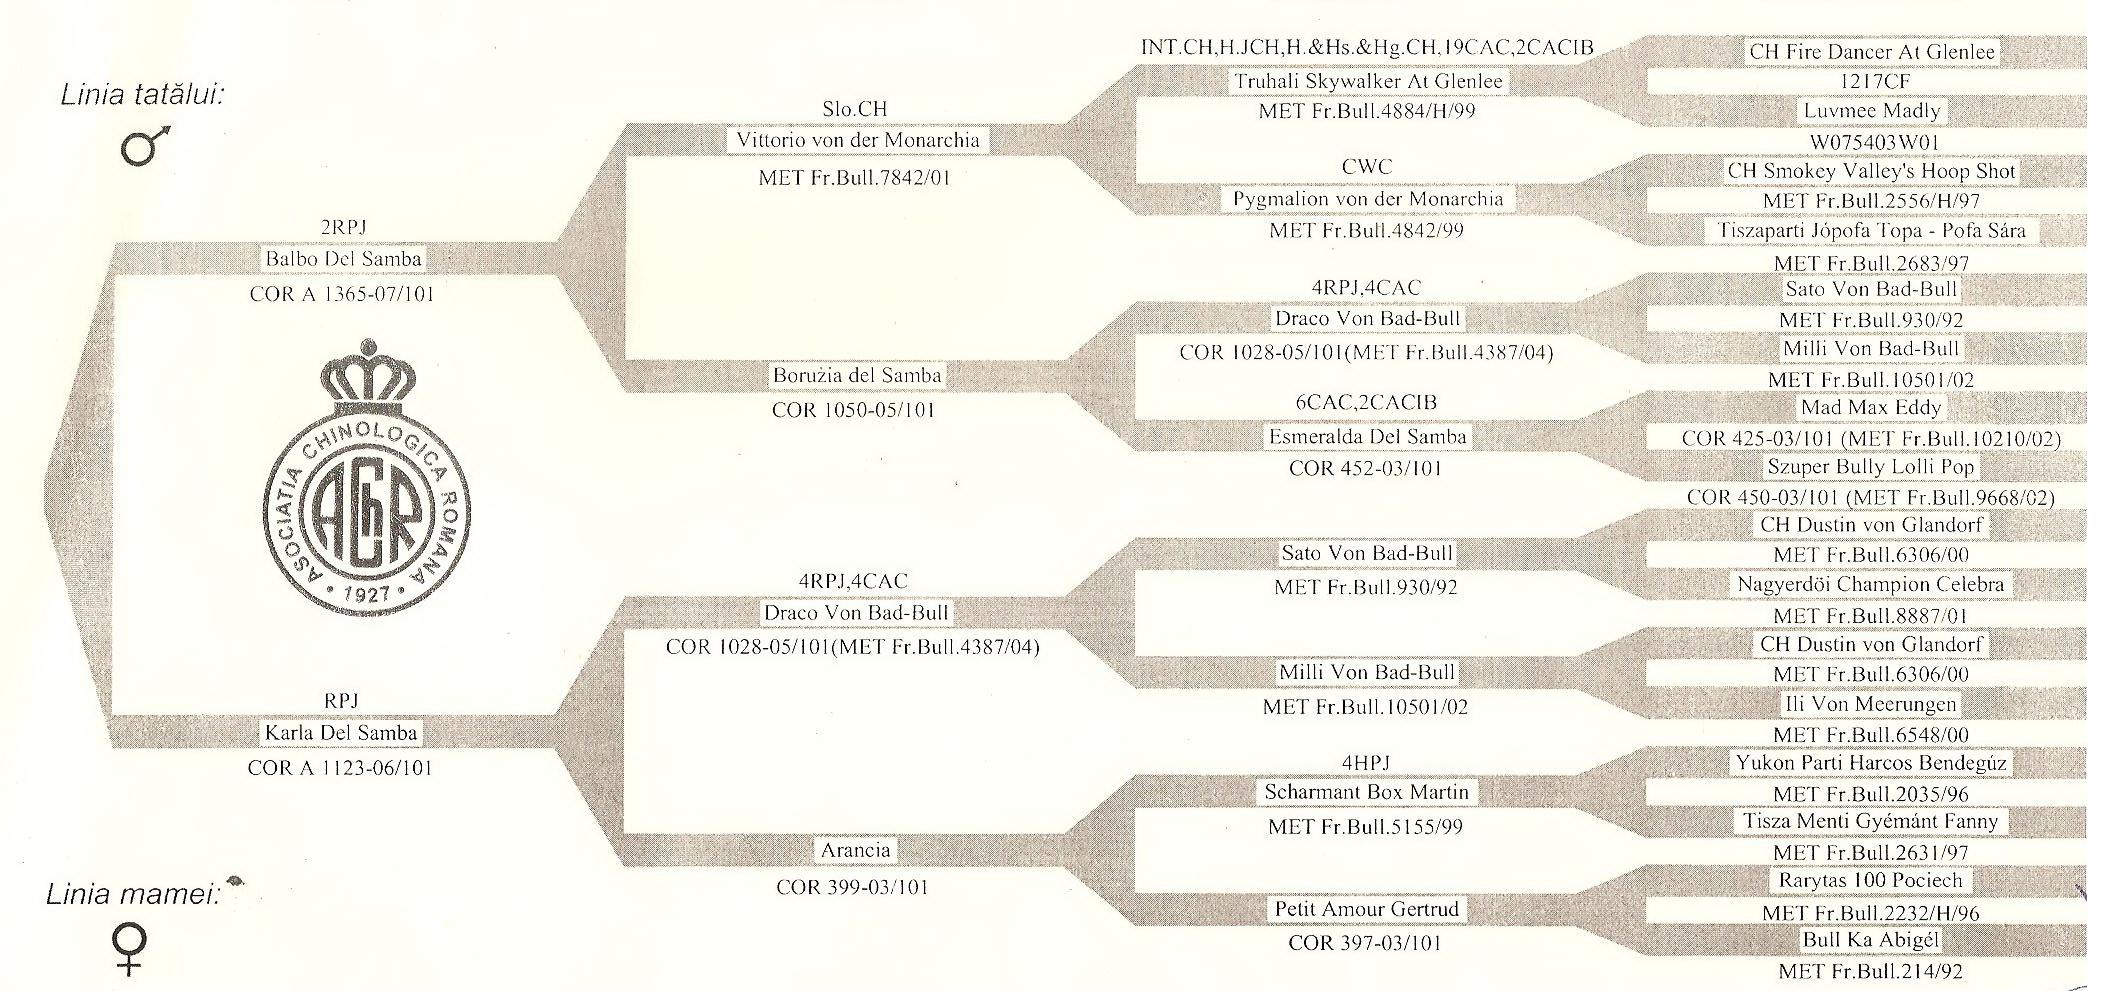 Linia tatălui:
2RPJ
Balbo Del Samba
COR A 1365-07/101
ASOCIATIA CHINOLOGICA ROMANA
AChR
• 1927 •
RPJ
Karla Del Samba
COR A 1123-06/101
Linia mamei:
Slo.CH
Vittorio von der Monarchia
MET Fr.Bull.7842/01
Boruzia del Samba
COR 1050-05/101
4RPJ,4CAC
Draco Von Bad-Bull
COR 1028-05/101(MET Fr.Bull.4387/04)
Arancia
COR 399-03/101
INT.CH,H.JCH,H.&Hs.&Hg.CH,19CAC,2CACIB
Truhali Skywalker At Glenlee
MET Fr.Bull.4884/H/99
CWC
Pygmalion von der Monarchia
MET Fr.Bull.4842/99
4RPJ,4CAC
Draco Von Bad-Bull
COR 1028-05/101(MET Fr.Bull.4387/04)
6CAC,2CACIB
Esmeralda Del Samba
COR 452-03/101
Sato Von Bad-Bull
MET Fr.Bull.930/92
Milli Von Bad-Bull
MET Fr.Bull.10501/02
4HPJ
Scharmant Box Martin
MET Fr.Bull.5155/99
Petit Amour Gertrud
COR 397-03/101
CH Fire Dancer At Glenlee
1217CF
Luvmee Madly
W075403W01
CH Smokey Valley's Hoop Shot
MET Fr.Bull.2556/H/97
Tiszaparti Jópofa Topa - Pofa Sára
MET Fr.Bull.2683/97
Sato Von Bad-Bull
MET Fr.Bull.930/92
Milli Von Bad-Bull
MET Fr.Bull.10501/02
Mad Max Eddy
COR 425-03/101 (MET Fr.Bull.10210/02)
Szuper Bully Lolli Pop
COR 450-03/101 (MET Fr.Bull.9668/02)
CH Dustin von Glandorf
MET Fr.Bull.6306/00
Nagyerdöi Champion Celebra
MET Fr.Bull.8887/01
CH Dustin von Glandorf
MET Fr.Bull.6306/00
Ili Von Meerungen
MET Fr.Bull.6548/00
Yukon Parti Harcos Bendegúz
MET Fr.Bull.2035/96
Tisza Menti Gyémánt Fanny
MET Fr.Bull.2631/97
Rarytas 100 Pociech
MET Fr.Bull.2232/H/96
Bull Ka Abigél
MET Fr.Bull.214/92